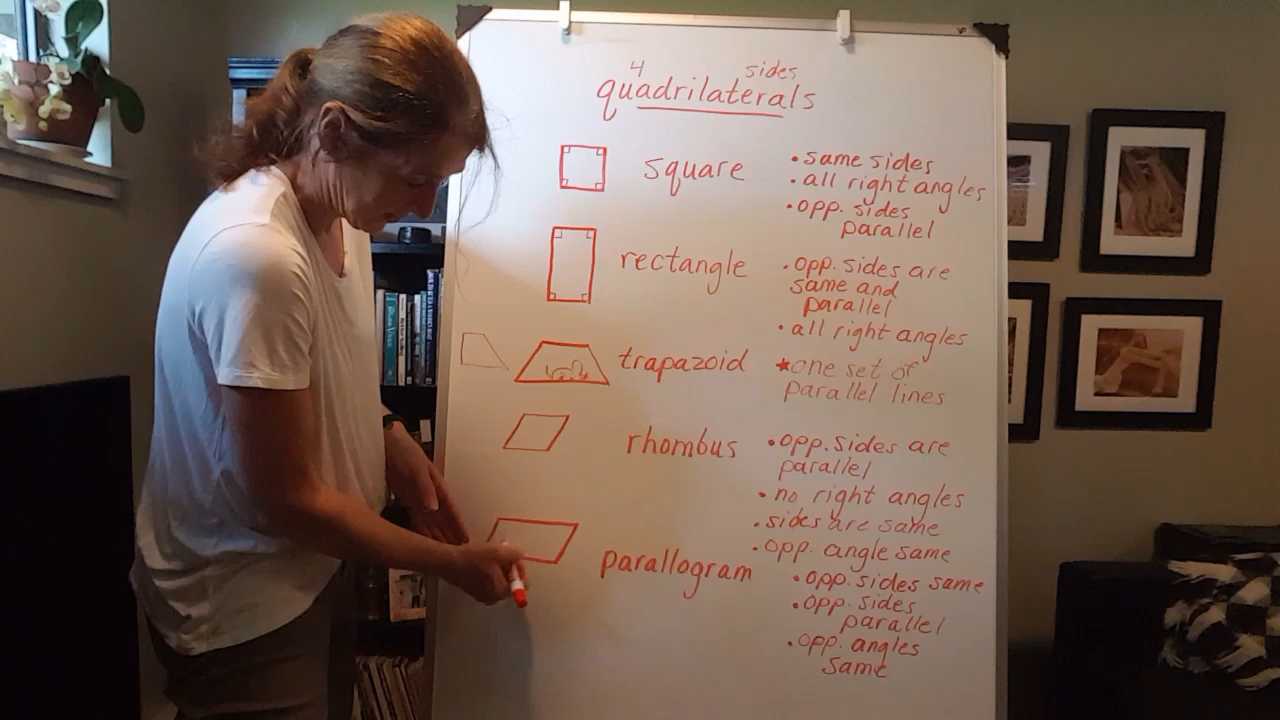 4 sides
quadrilaterals
square
• same sides
• all right angles
• opp. sides
parallel
rectangle
• opp. sides are
same and
parallel
• all right angles
trapazoid
★one set of
parallel lines
rhombus
• opp. sides are
parallel
• no right angles
• sides are same
• opp. angle same
parallogram
• opp. sides same
• opp. sides
parallel
• opp. angles
same